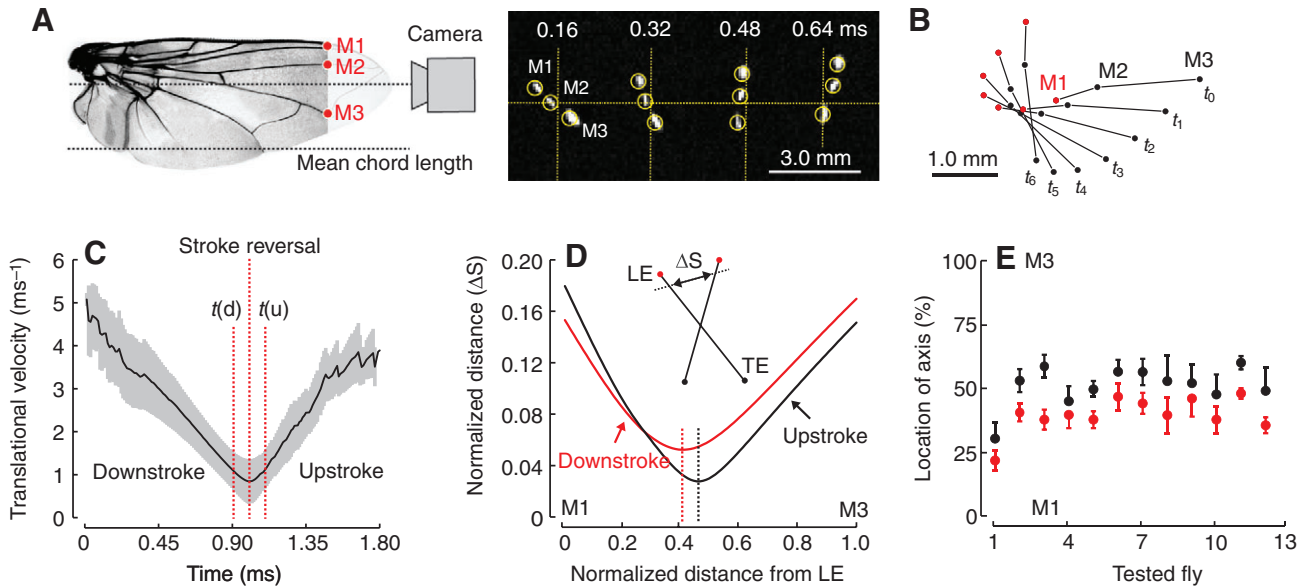 A
M1
M2
M3
Camera
Mean chord length
0.16 0.32 0.48 0.64 ms
M1
M2
M3
3.0 mm
B
M1 M2 M3
t0
t1
t2
t3
t4
t5
t6
1.0 mm
C
Stroke reversal
t(d) t(u)
Translational velocity (ms–1)
6
5
4
3
2
1
0
Downstroke Upstroke
0 0.45 0.90 1.35 1.80
Time (ms)
D
LE ΔS
TE
Normalized distance (ΔS)
0.20
0.16
0.12
0.08
0.04
0
Downstroke
Upstroke
M1 M3
0 0.2 0.4 0.6 0.8 1.0
Normalized distance from LE
E M3
Location of axis (%)
100
75
50
25
0
M1
1 4 7 10 13
Tested fly